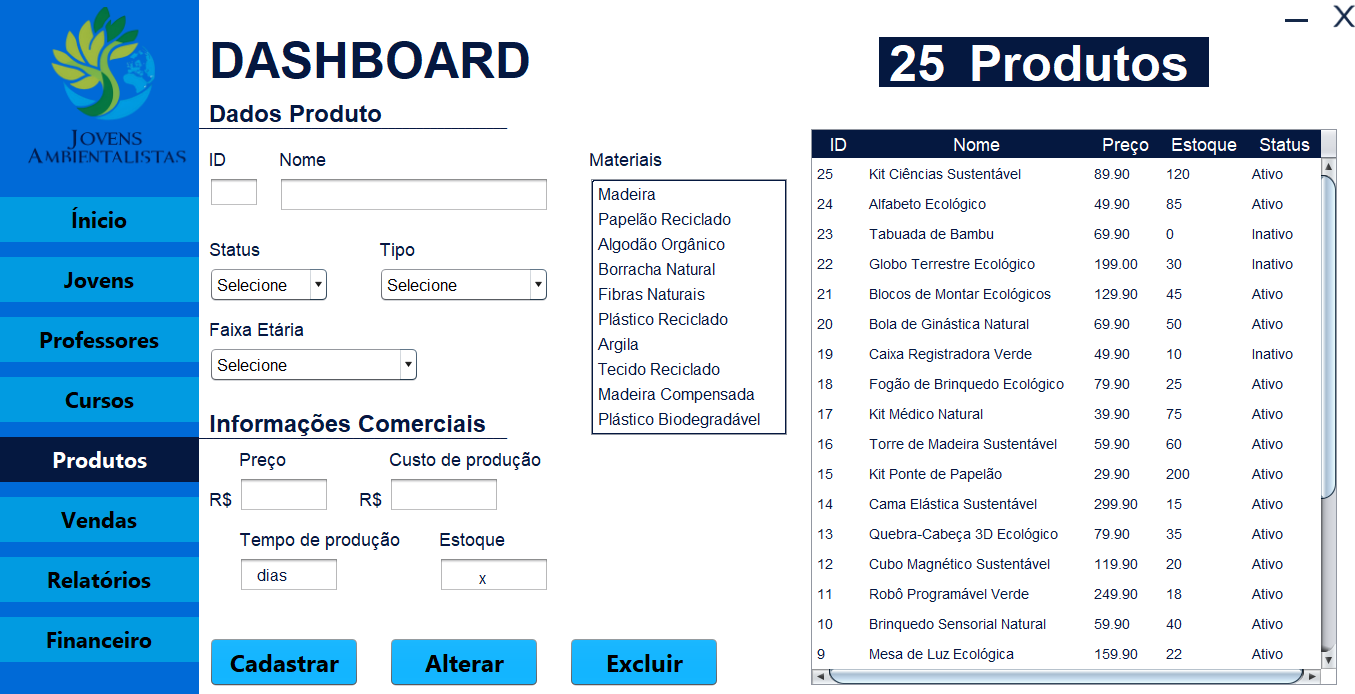 JOVENS
AMBIENTALISTAS
Ínicio
Jovens
Professores
Cursos
Produtos
Vendas
Relatórios
Financeiro
DASHBOARD
Dados Produto
ID Nome
Status Tipo
Selecione Selecione
Faixa Etária
Selecione
Materiais
Madeira
Papelão Reciclado
Algodão Orgânico
Borracha Natural
Fibras Naturais
Plástico Reciclado
Argila
Tecido Reciclado
Madeira Compensada
Plástico Biodegradável
Informações Comerciais
Preço Custo de produção
R$ R$
Tempo de produção Estoque
dias x
Cadastrar Alterar Excluir
X
25 Produtos
ID Nome Preço Estoque Status
25 Kit Ciências Sustentável 89.90 120 Ativo
24 Alfabeto Ecológico 49.90 85 Ativo
23 Tabuada de Bambu 69.90 0 Inativo
22 Globo Terrestre Ecológico 199.00 30 Inativo
21 Blocos de Montar Ecológicos 129.90 45 Ativo
20 Bola de Ginástica Natural 69.90 50 Ativo
19 Caixa Registradora Verde 49.90 10 Inativo
18 Fogão de Brinquedo Ecológico 79.90 25 Ativo
17 Kit Médico Natural 39.90 75 Ativo
16 Torre de Madeira Sustentável 59.90 60 Ativo
15 Kit Ponte de Papelão 29.90 200 Ativo
14 Cama Elástica Sustentável 299.90 15 Ativo
13 Quebra-Cabeça 3D Ecológico 79.90 35 Ativo
12 Cubo Magnético Sustentável 119.90 20 Ativo
11 Robô Programável Verde 249.90 18 Ativo
10 Brinquedo Sensorial Natural 59.90 40 Ativo
9 Mesa de Luz Ecológica 159.90 22 Ativo